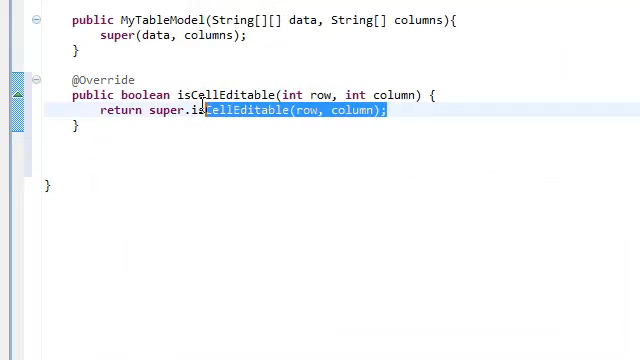 public MyTableModel(String[][] data, String[] columns){
super(data, columns);
}
@Override
public boolean isCellEditable(int row, int column) {
return super.isCellEditable(row, column);
}
}